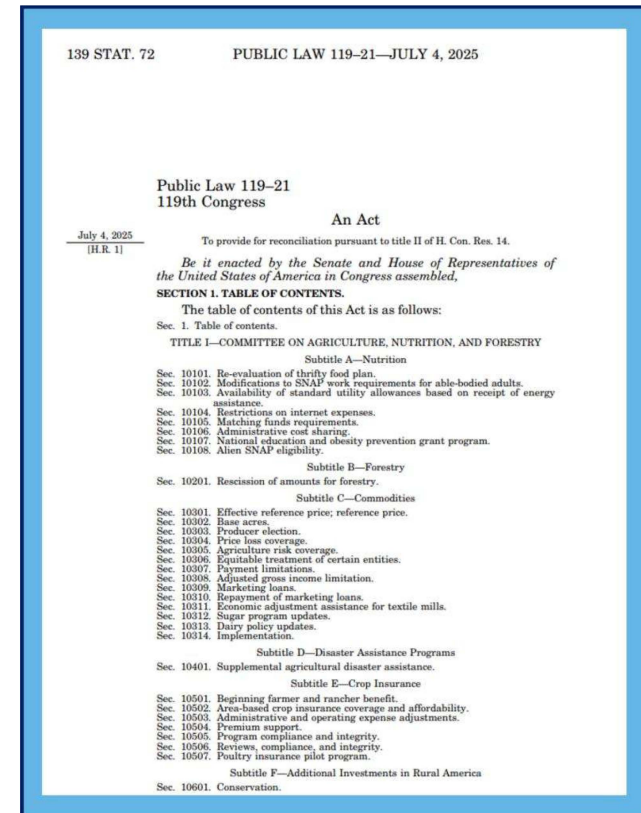 139 STAT. 72 PUBLIC LAW 119–21—JULY 4, 2025
Public Law 119–21
119th Congress
An Act
July 4, 2025
[H.R. 1]
To provide for reconciliation pursuant to title II of H. Con. Res. 14.
Be it enacted by the Senate and House of Representatives of
the United States of America in Congress assembled,
SECTION 1. TABLE OF CONTENTS.
The table of contents of this Act is as follows:
Sec. 1. Table of contents.
TITLE I—COMMITTEE ON AGRICULTURE, NUTRITION, AND FORESTRY
Subtitle A—Nutrition
Sec. 10101. Re-evaluation of thrifty food plan.
Sec. 10102. Modifications to SNAP work requirements for able-bodied adults.
Sec. 10103. Availability of standard utility allowances based on receipt of energy
assistance.
Sec. 10104. Restrictions on internet expenses.
Sec. 10105. Matching funds requirements.
Sec. 10106. Administrative cost sharing.
Sec. 10107. National education and obesity prevention grant program.
Sec. 10108. Alien SNAP eligibility.
Subtitle B—Forestry
Sec. 10201. Rescission of amounts for forestry.
Subtitle C—Commodities
Sec. 10301. Effective reference price; reference price.
Sec. 10302. Base acres.
Sec. 10303. Producer election.
Sec. 10304. Price loss coverage.
Sec. 10305. Agriculture risk coverage.
Sec. 10306. Equitable treatment of certain entities.
Sec. 10307. Payment limitations.
Sec. 10308. Adjusted gross income limitation.
Sec. 10309. Marketing loans.
Sec. 10310. Repayment of marketing loans.
Sec. 10311. Economic adjustment assistance for textile mills.
Sec. 10312. Sugar program updates.
Sec. 10313. Dairy policy updates.
Sec. 10314. Implementation.
Subtitle D—Disaster Assistance Programs
Sec. 10401. Supplemental agricultural disaster assistance.
Subtitle E—Crop Insurance
Sec. 10501. Beginning farmer and rancher benefit.
Sec. 10502. Area-based crop insurance coverage and affordability.
Sec. 10503. Administrative and operating expense adjustments.
Sec. 10504. Premium support.
Sec. 10505. Program compliance and integrity.
Sec. 10506. Reviews, compliance, and integrity.
Sec. 10507. Poultry insurance pilot program.
Subtitle F—Additional Investments in Rural America
Sec. 10601. Conservation.